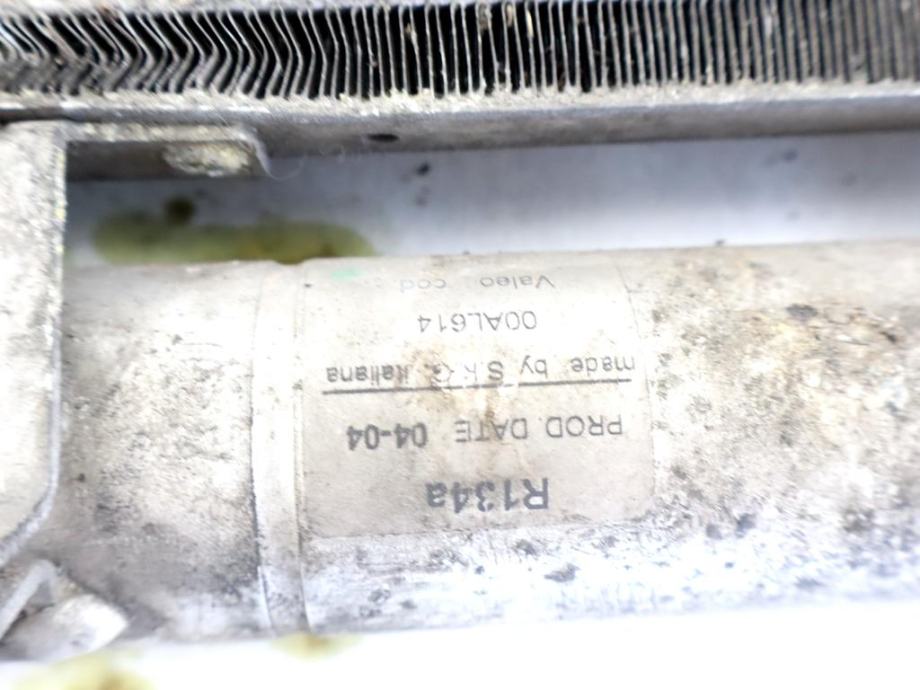 R134a
PROD. DATE 04-04
made by S.K.G. italiana
00AL614
Valeo cod.